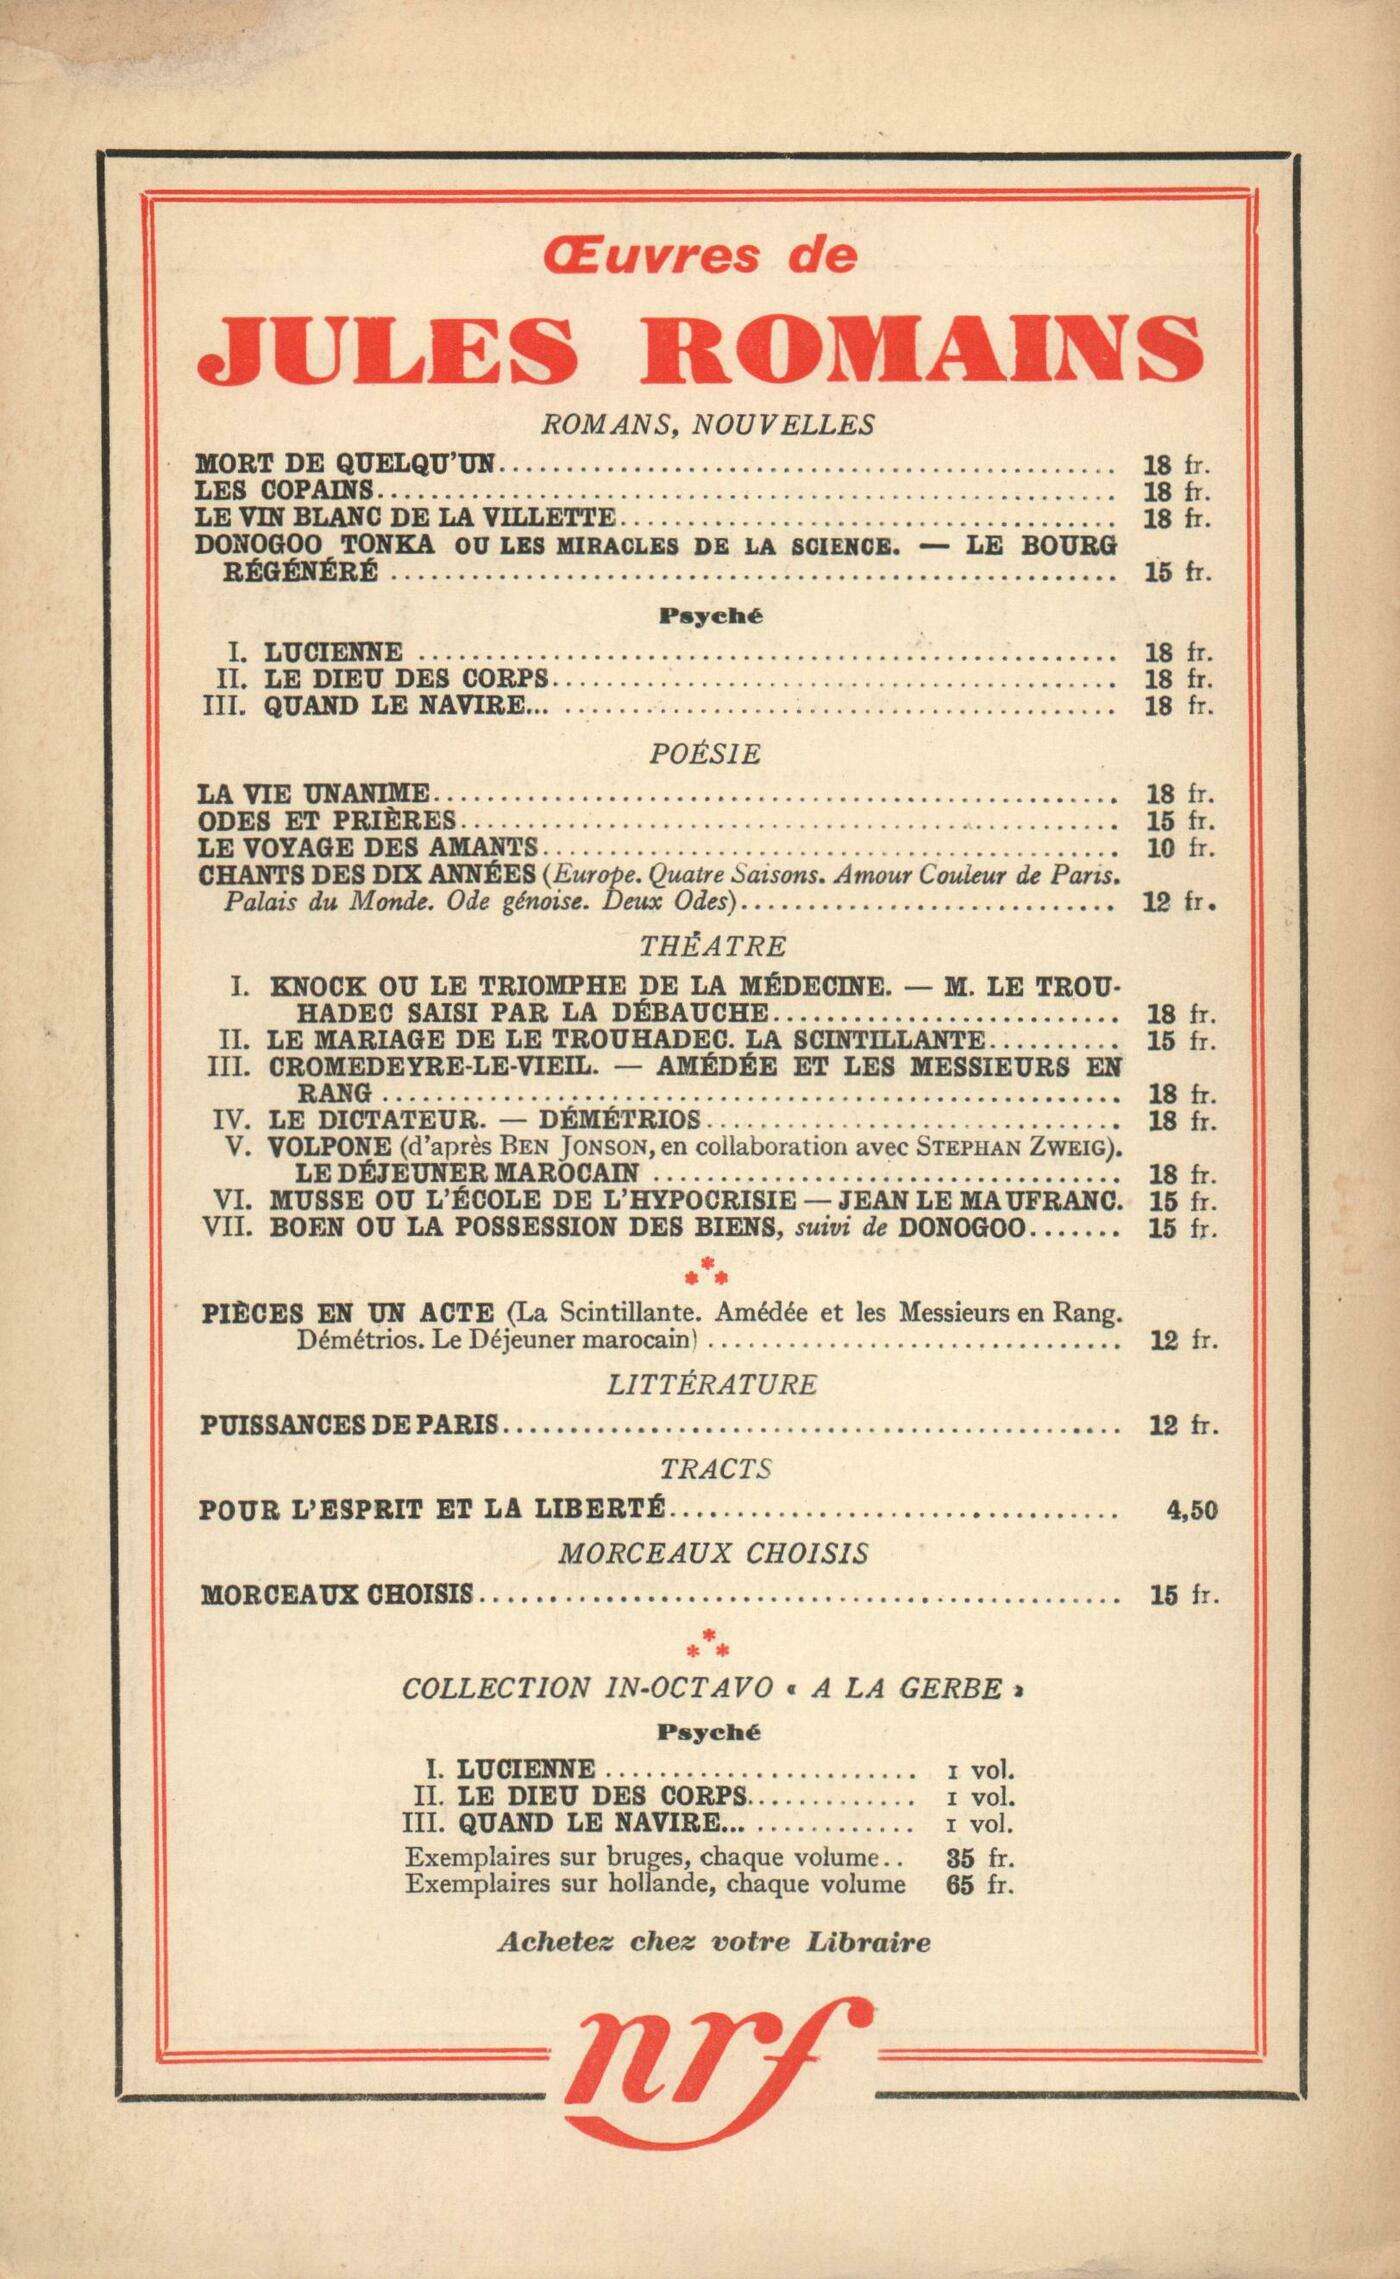 Œuvres de
JULES ROMAINS
ROMANS, NOUVELLES
MORT DE QUELQU'UN.......... 18 fr.
LES COPAINS.......... 18 fr.
LE VIN BLANC DE LA VILLETTE.......... 18 fr.
DONOGOO TONKA OU LES MIRACLES DE LA SCIENCE. — LE BOURG
RÉGÉNÉRÉ .......... 15 fr.
Psyché
I. LUCIENNE .......... 18 fr.
II. LE DIEU DES CORPS.......... 18 fr.
III. QUAND LE NAVIRE... .......... 18 fr.
POÉSIE
LA VIE UNANIME.......... 18 fr.
ODES ET PRIÈRES.......... 15 fr.
LE VOYAGE DES AMANTS.......... 10 fr.
CHANTS DES DIX ANNÉES (Europe. Quatre Saisons. Amour Couleur de Paris.
Palais du Monde. Ode génoise. Deux Odes).......... 12 fr.
THÉATRE
I. KNOCK OU LE TRIOMPHE DE LA MÉDECINE. — M. LE TROU-
HADEC SAISI PAR LA DÉBAUCHE.......... 18 fr.
II. LE MARIAGE DE LE TROUHADEC. LA SCINTILLANTE.......... 15 fr.
III. CROMEDEYRE-LE-VIEIL. — AMÉDÉE ET LES MESSIEURS EN
RANG .......... 18 fr.
IV. LE DICTATEUR. — DÉMÉTRIOS.......... 18 fr.
V. VOLPONE (d'après BEN JONSON, en collaboration avec STEPHAN ZWEIG).
LE DÉJEUNER MAROCAIN .......... 18 fr.
VI. MUSSE OU L'ÉCOLE DE L'HYPOCRISIE — JEAN LE MAUFRANC. 15 fr.
VII. BOEN OU LA POSSESSION DES BIENS, suivi de DONOGOO....... 15 fr.
***
PIÈCES EN UN ACTE (La Scintillante. Amédée et les Messieurs en Rang.
Démétrios. Le Déjeuner marocain) .......... 12 fr.
LITTÉRATURE
PUISSANCES DE PARIS.......... 12 fr.
TRACTS
POUR L'ESPRIT ET LA LIBERTÉ.......... 4,50
MORCEAUX CHOISIS
MORCEAUX CHOISIS.......... 15 fr.
***
COLLECTION IN-OCTAVO « A LA GERBE »
Psyché
I. LUCIENNE .......... 1 vol.
II. LE DIEU DES CORPS.......... 1 vol.
III. QUAND LE NAVIRE... .......... 1 vol.
Exemplaires sur bruges, chaque volume.. 35 fr.
Exemplaires sur hollande, chaque volume 65 fr.
Achetez chez votre Libraire
nrf